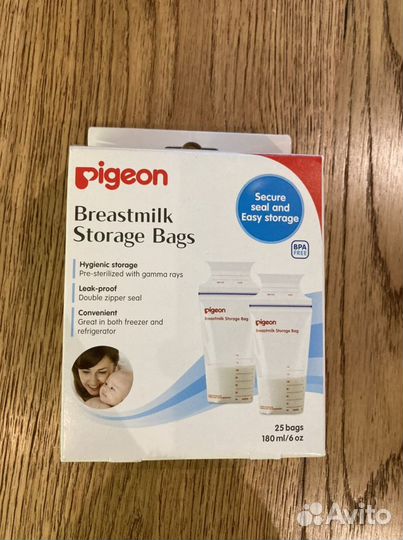 pigeon
Secure
seal and
Easy storage
Breastmilk
Storage Bags
BPA
FREE
Hygienic storage
Pre-sterilized with gamma rays
Leak-proof
Double zipper seal
Convenient
Great in both freezer and
refrigerator
pigeon
Breastmilk Storage Bag
pigeon
Breastmilk Storage Bag
25 bags
180 ml/6 oz
Avito